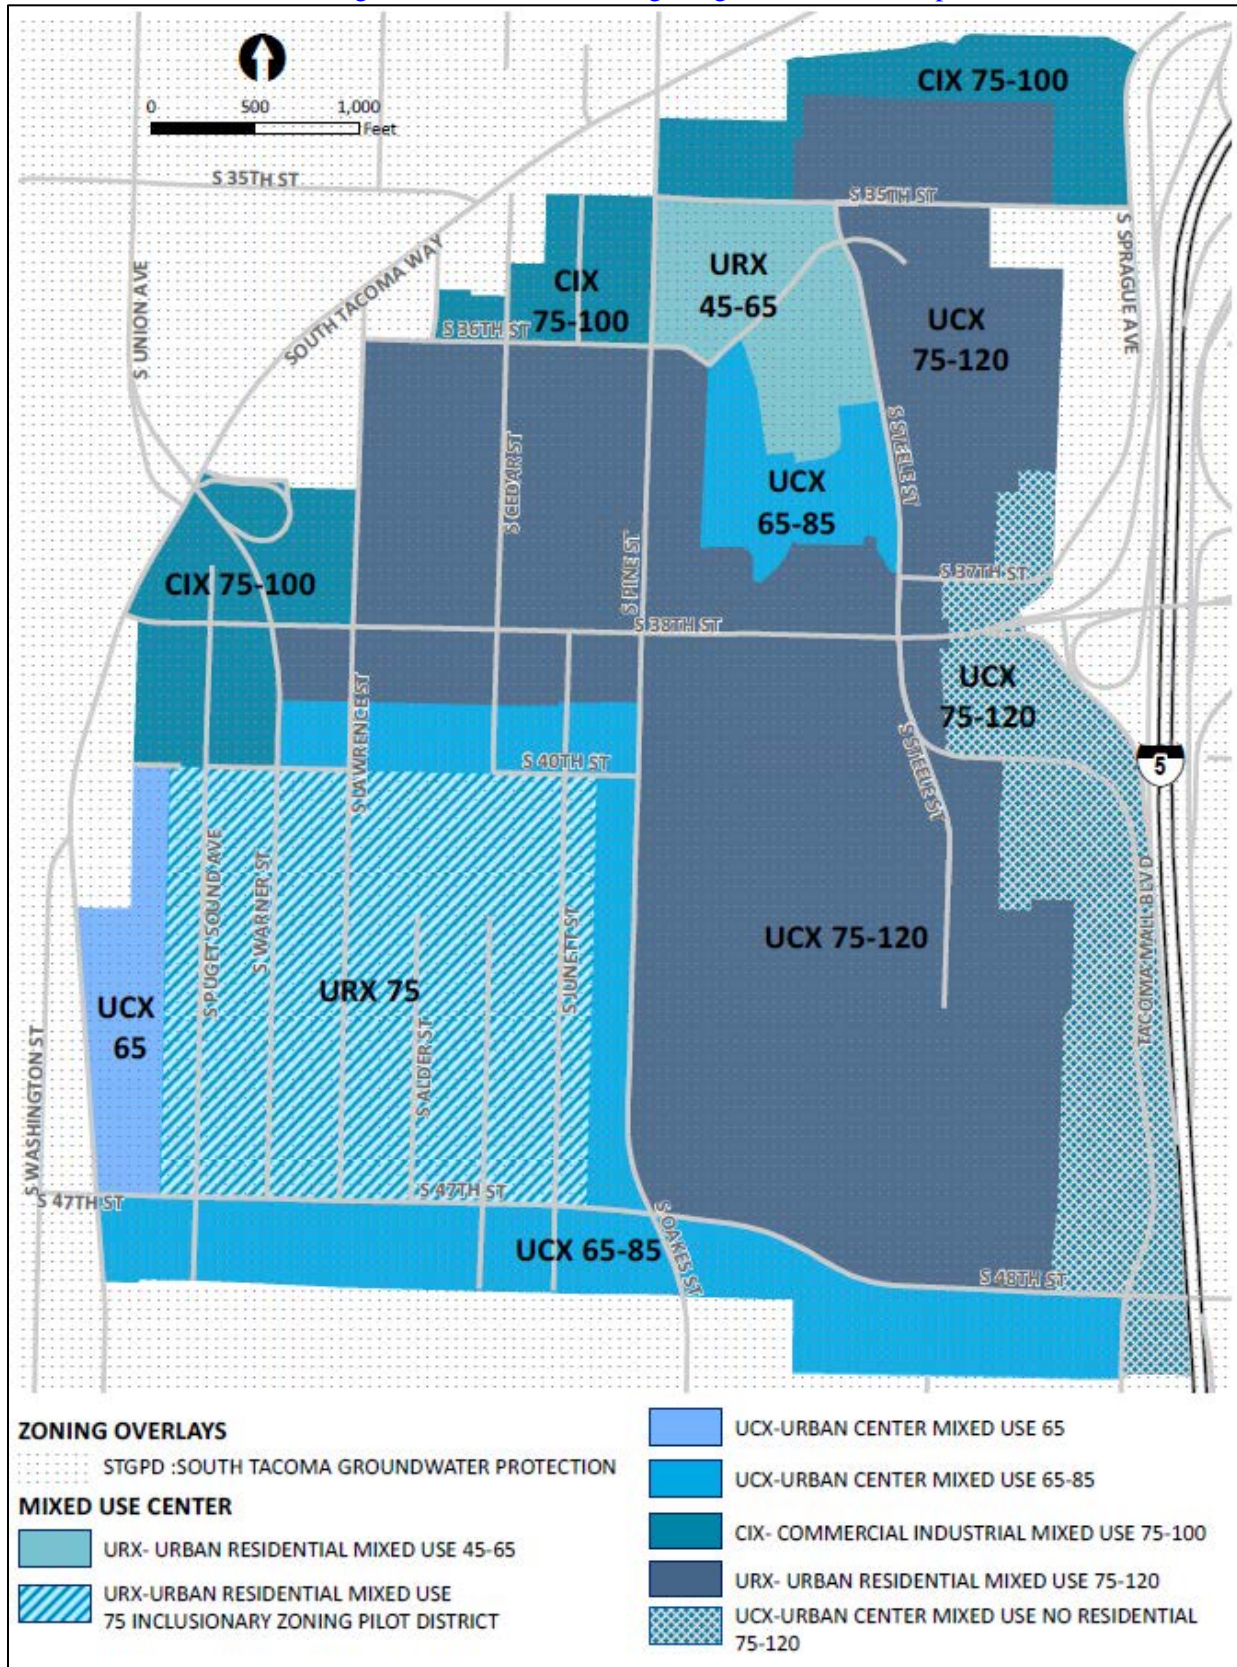 CIX 75-100
0 500 1,000
Feet
S 35TH ST
S 35TH ST
S UNION AVE
SOUTH TACOMA WAY
S SPRAGUE AVE
URX
45-65
CIX
75-100
S 36TH ST
UCX
75-120
S CEDAR ST
S STEELE ST
UCX
65-85
S PINE ST
CIX 75-100
S 37TH ST
S 38TH ST
UCX
75-120
S LAWRENCE ST
S STEELE ST
S 40TH ST
5
S PUGET SOUND AVE
S WARNER ST
TACOMA MALL BLVD
UCX 75-120
S JUNETT ST
URX 75
UCX
65
S ALDER ST
S WASHINGTON ST
S 47TH ST
S 47TH ST
S OAKES ST
UCX 65-85
S 48TH ST
ZONING OVERLAYS
STGPD :SOUTH TACOMA GROUNDWATER PROTECTION
MIXED USE CENTER
URX- URBAN RESIDENTIAL MIXED USE 45-65
URX-URBAN RESIDENTIAL MIXED USE
75 INCLUSIONARY ZONING PILOT DISTRICT
UCX-URBAN CENTER MIXED USE 65
UCX-URBAN CENTER MIXED USE 65-85
CIX- COMMERCIAL INDUSTRIAL MIXED USE 75-100
URX- URBAN RESIDENTIAL MIXED USE 75-120
UCX-URBAN CENTER MIXED USE NO RESIDENTIAL
75-120